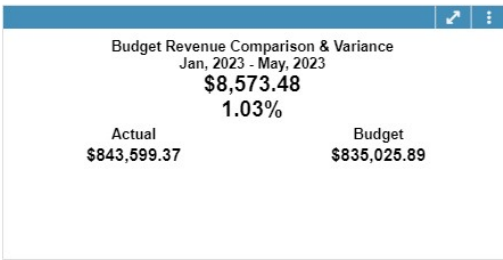 Budget Revenue Comparison & Variance
Jan, 2023 - May, 2023
$8,573.48
1.03%
Actual Budget
$843,599.37 $835,025.89